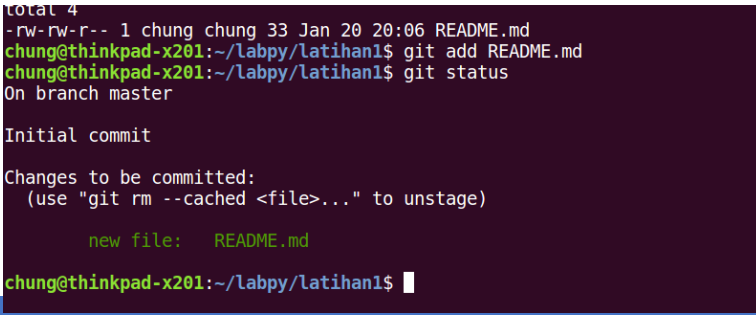 total 4
-rw-rw-r-- 1 chung chung 33 Jan 20 20:06 README.md
chung@thinkpad-x201:~/labpy/latihan1$ git add README.md
chung@thinkpad-x201:~/labpy/latihan1$ git status
On branch master
Initial commit
Changes to be committed:
  (use "git rm --cached <file>..." to unstage)
        new file:   README.md
chung@thinkpad-x201:~/labpy/latihan1$